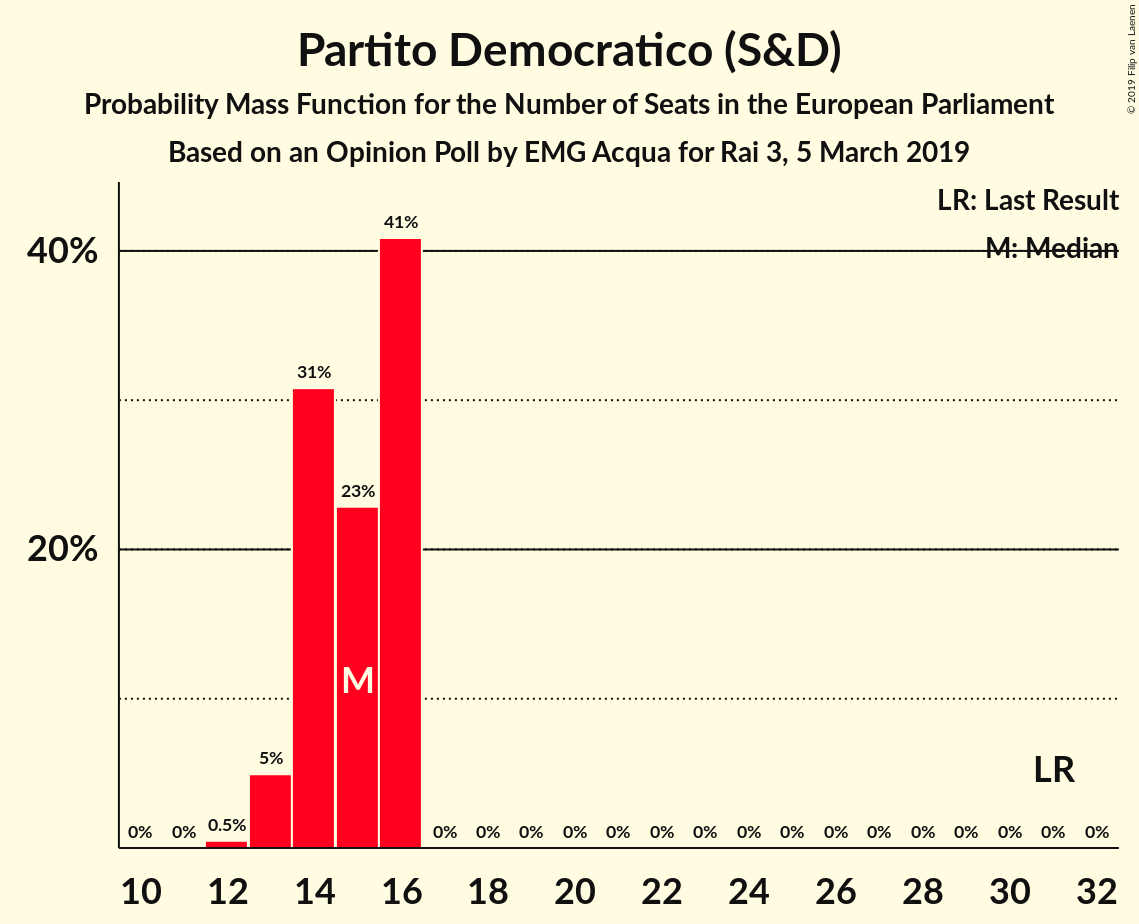 Partito Democratico (S&D)
Probability Mass Function for the Number of Seats in the European Parliament
Based on an Opinion Poll by EMG Acqua for Rai 3, 5 March 2019
© 2019 Filip van Laenen
LR: Last Result
M: Median
40%
20%
41%
31%
23%
5%
0.5%
0% 0% 0% 0% 0% 0% 0% 0% 0% 0% 0% 0% 0% 0% 0% 0% 0% 0%
M
LR
10 12 14 16 18 20 22 24 26 28 30 32